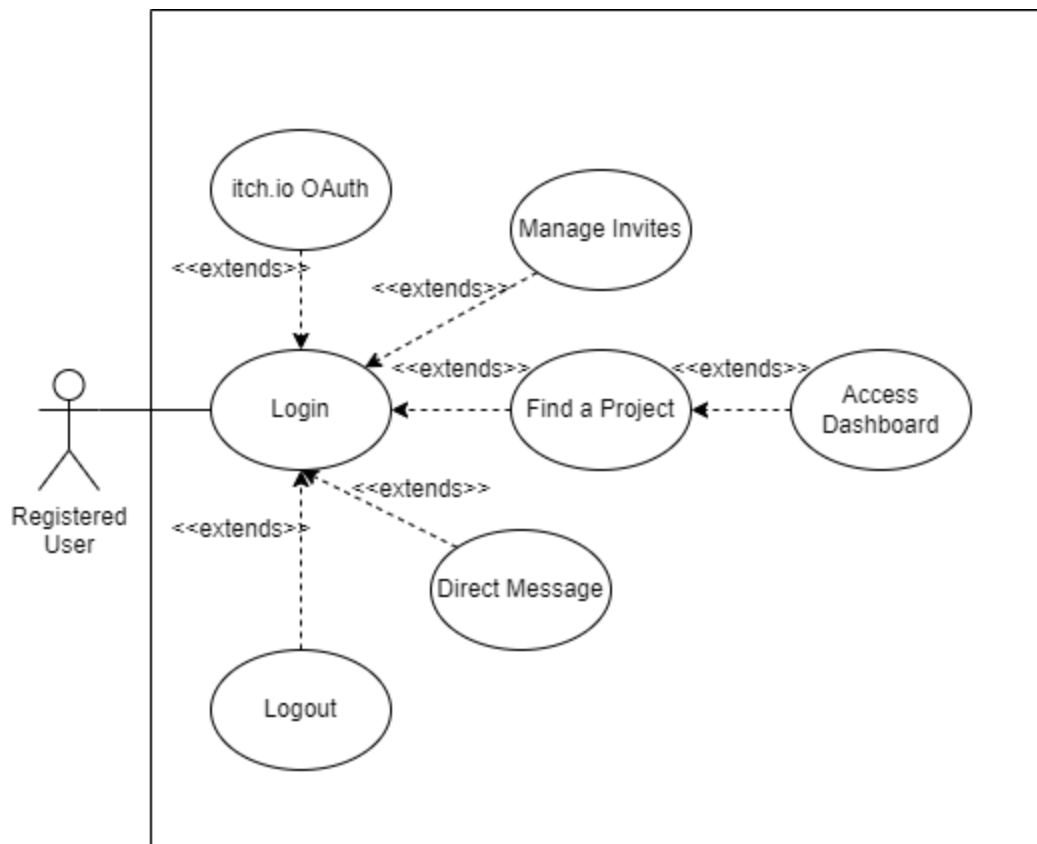 itch.io OAuth
Manage Invites
<<extends>>
<<extends>>
<<extends>>
<<extends>>
Login
Find a Project
Access
Dashboard
<<extends>>
Registered
User
<<extends>>
Direct Message
Logout